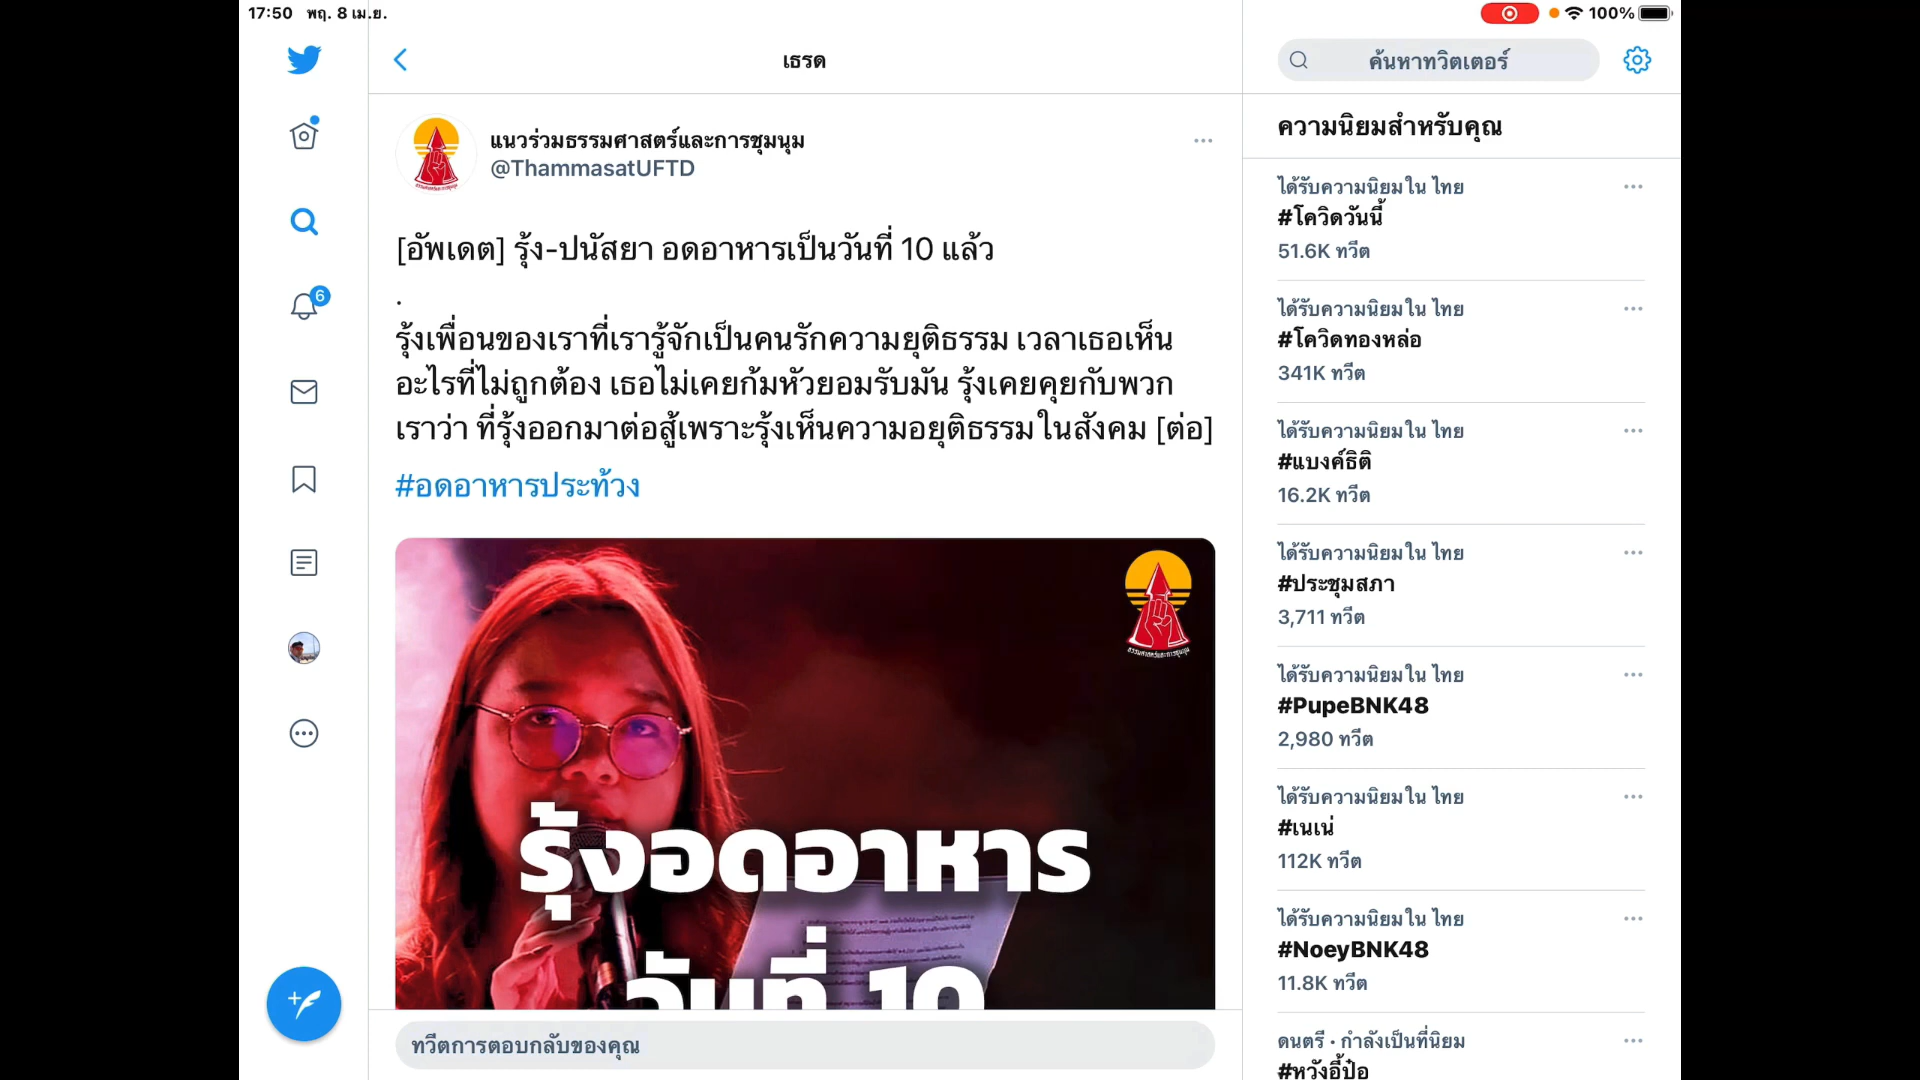 17:50 พฤ. 8 เม.ย.
100%
เธรด
ค้นหาทวิตเตอร์
แนวร่วมธรรมศาสตร์และการชุมนุม
@ThammasatUFTD
[อัพเดต] รุ้ง-ปนัสยา อดอาหารเป็นวันที่ 10 แล้ว
.
รุ้งเพื่อนของเราที่เรารู้จักเป็นคนรักความยุติธรรม เวลาเธอเห็น
อะไรที่ไม่ถูกต้อง เธอไม่เคยก้มหัวยอมรับมัน รุ้งเคยคุยกับพวก
เราว่า ที่รุ้งออกมาต่อสู้เพราะรุ้งเห็นความอยุติธรรมในสังคม [ต่อ]
#อดอาหารประท้วง
ธรรมศาสตร์และการชุมนุม
รุ้งอดอาหาร
วันที่ 10
ทวีตการตอบกลับของคุณ
6
ความนิยมสำหรับคุณ
ได้รับความนิยมใน ไทย
#โควิดวันนี้
51.6K ทวีต
ได้รับความนิยมใน ไทย
#โควิดทองหล่อ
341K ทวีต
ได้รับความนิยมใน ไทย
#แบงค์ธิติ
16.2K ทวีต
ได้รับความนิยมใน ไทย
#ประชุมสภา
3,711 ทวีต
ได้รับความนิยมใน ไทย
#PupeBNK48
2,980 ทวีต
ได้รับความนิยมใน ไทย
#เนเน่
112K ทวีต
ได้รับความนิยมใน ไทย
#NoeyBNK48
11.8K ทวีต
ดนตรี • กำลังเป็นที่นิยม
#หวังอี้ป๋อ